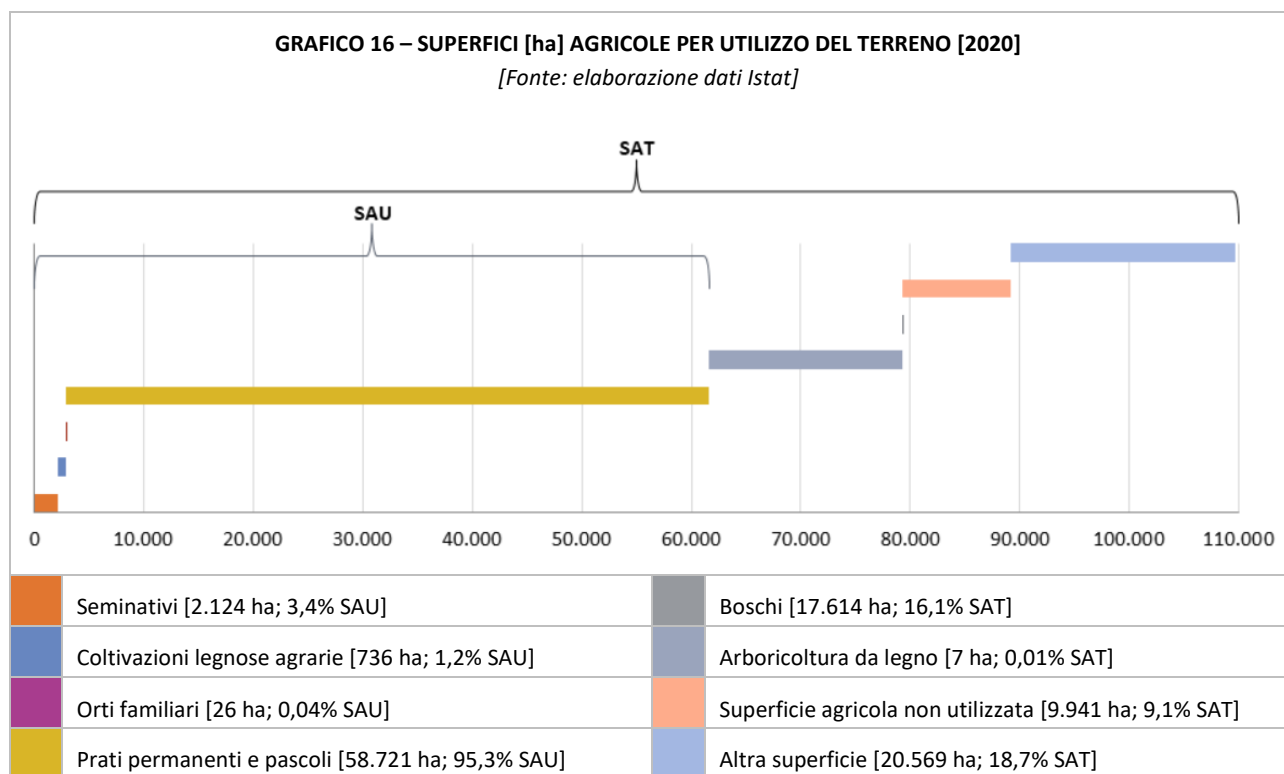 GRAFICO 16 – SUPERFICI [ha] AGRICOLE PER UTILIZZO DEL TERRENO [2020]
[Fonte: elaborazione dati Istat]
SAT
SAU
0 10.000 20.000 30.000 40.000 50.000 60.000 70.000 80.000 90.000 100.000 110.000
Seminativi [2.124 ha; 3,4% SAU]
Boschi [17.614 ha; 16,1% SAT]
Coltivazioni legnose agrarie [736 ha; 1,2% SAU]
Arboricoltura da legno [7 ha; 0,01% SAT]
Orti familiari [26 ha; 0,04% SAU]
Superficie agricola non utilizzata [9.941 ha; 9,1% SAT]
Prati permanenti e pascoli [58.721 ha; 95,3% SAU]
Altra superficie [20.569 ha; 18,7% SAT]